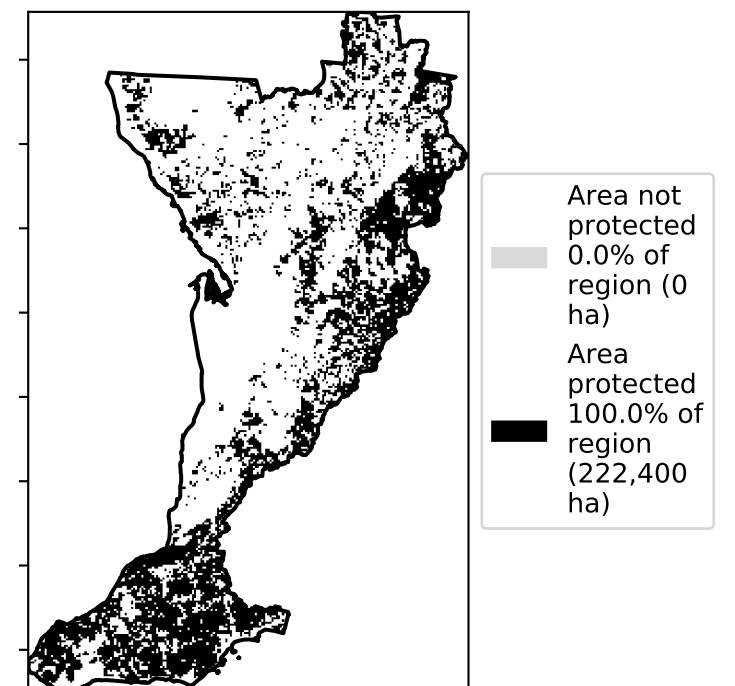 Area not
protected
0.0% of
region (0
ha)
Area
protected
100.0% of
region
(222,400
ha)